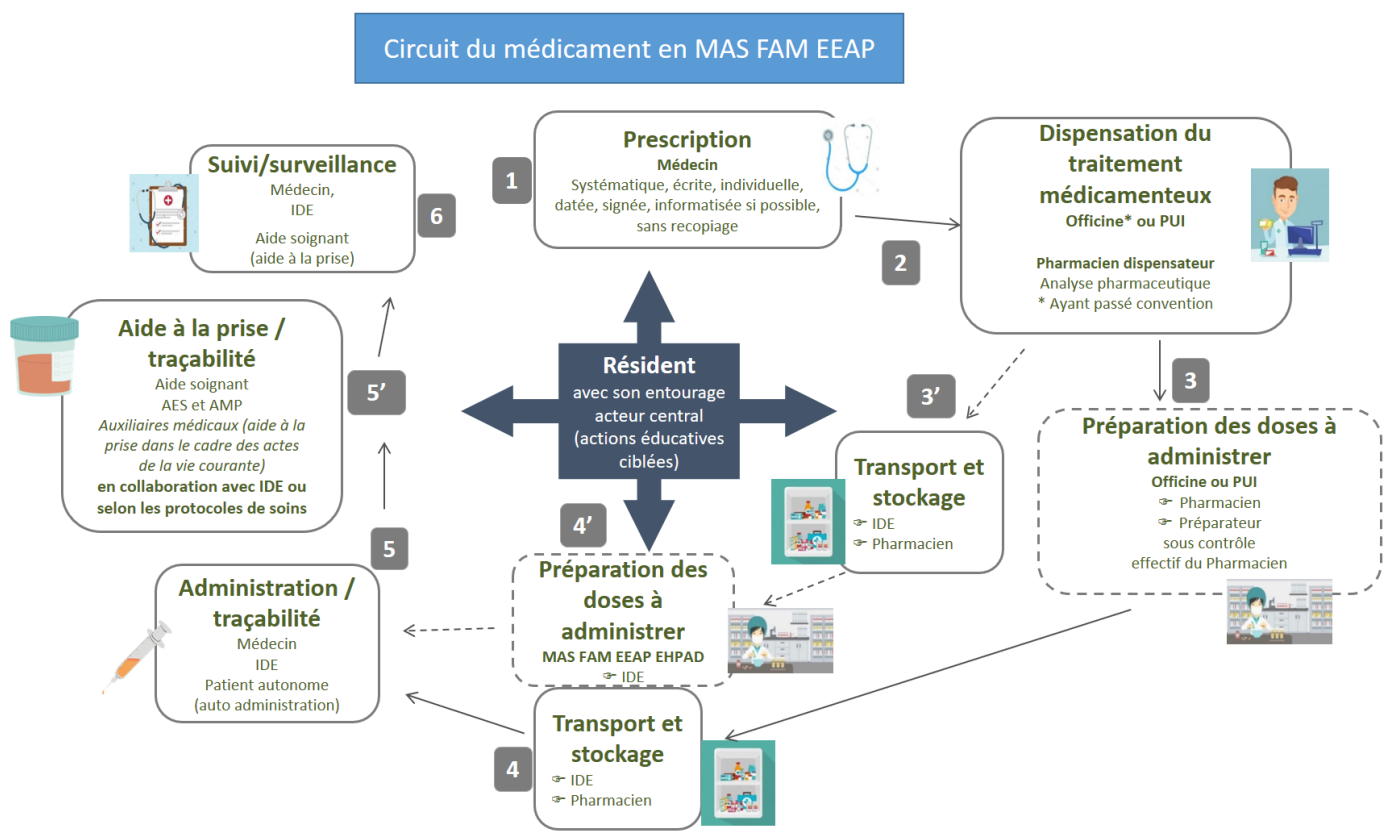 Circuit du médicament en MAS FAM EEAP
1
Prescription
Médecin
Systématique, écrite, individuelle,
datée, signée, informatisée si possible,
sans recopiage
2
Dispensation du
traitement
médicamenteux
Officine* ou PUI
Pharmacien dispensateur
Analyse pharmaceutique
* Ayant passé convention
3
Préparation des doses à
administrer
Officine ou PUI
☞ Pharmacien
☞ Préparateur
sous contrôle
effectif du Pharmacien
3’
Transport et
stockage
☞ IDE
☞ Pharmacien
4’
Préparation des
doses à
administrer
MAS FAM EEAP EHPAD
☞ IDE
4
Transport et
stockage
☞ IDE
☞ Pharmacien
5
Administration /
traçabilité
Médecin
IDE
Patient autonome
(auto administration)
5’
Aide à la prise /
traçabilité
Aide soignant
AES et AMP
Auxiliaires médicaux (aide à la
prise dans le cadre des actes
de la vie courante)
en collaboration avec IDE ou
selon les protocoles de soins
6
Suivi/surveillance
Médecin,
IDE
Aide soignant
(aide à la prise)
Résident
avec son entourage
acteur central
(actions éducatives
ciblées)